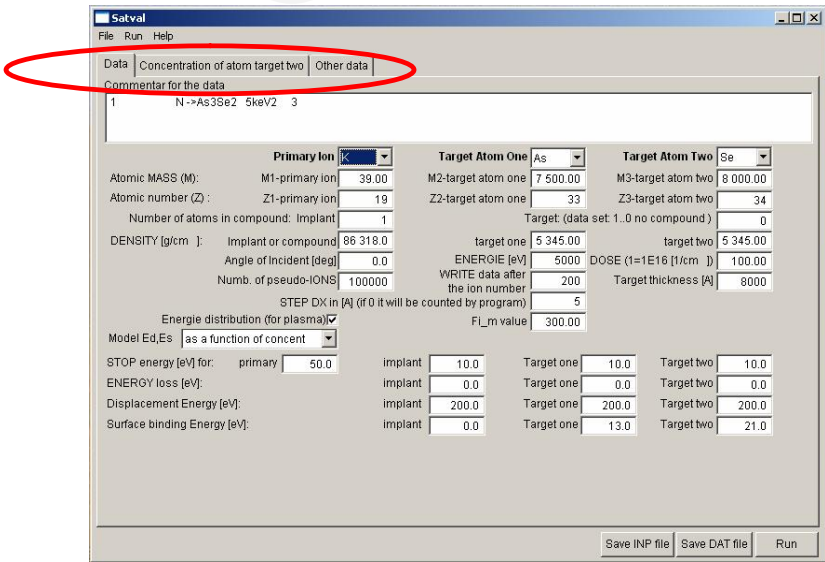 Satval
File Run Help
Data Concentration of atom target two Other data
Commentar for the data
1 N->As3Se2 5keV2 3
Primary Ion K Target Atom One As Target Atom Two Se
Atomic MASS (M): M1-primary ion 39.00 M2-target atom one 7 500.00 M3-target atom two 8 000.00
Atomic number (Z) : Z1-primary ion 19 Z2-target atom one 33 Z3-target atom two 34
Number of atoms in compound: Implant 1 Target: (data set: 1..0 no compound ) 0
DENSITY [g/cm ]: Implant or compound 86 318.0 target one 5 345.00 target two 5 345.00
Angle of Incident [deg] 0.0 ENERGIE [eV] 5000 DOSE (1=1E16 [1/cm ]) 100.00
Numb. of pseudo-IONS 100000 WRITE data after the ion number 200 Target thickness [A] 8000
STEP DX in [A] (if 0 it will be counted by program) 5
Energie distribution (for plasma) Fi_m value 300.00
Model Ed,Es as a function of concent
STOP energy [eV] for: primary 50.0 implant 10.0 Target one 10.0 Target two 10.0
ENERGY loss [eV]: implant 0.0 Target one 0.0 Target two 0.0
Displacement Energy [eV]: implant 200.0 Target one 200.0 Target two 200.0
Surface binding Energy [eV]: implant 0.0 Target one 13.0 Target two 21.0
Save INP file Save DAT file Run